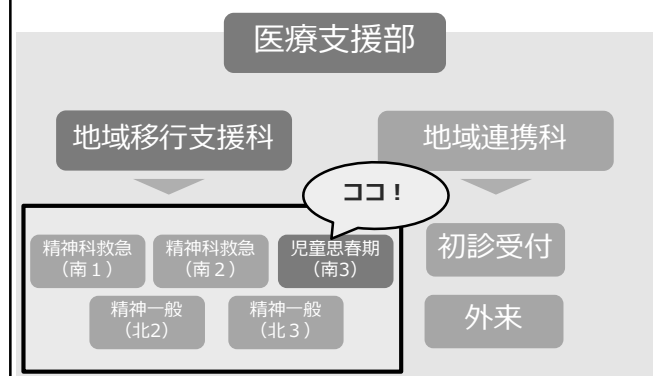 医療支援部
地域移行支援科
地域連携科
ココ！
精神科救急
（南１）
精神科救急
（南２）
児童思春期
（南3）
初診受付
精神一般
（北2）
精神一般
（北３）
外来